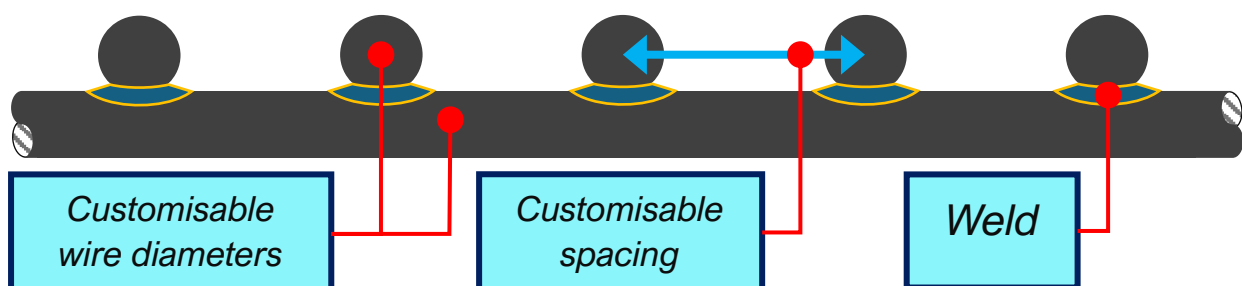 Customisable
wire diameters
Customisable
spacing
Weld